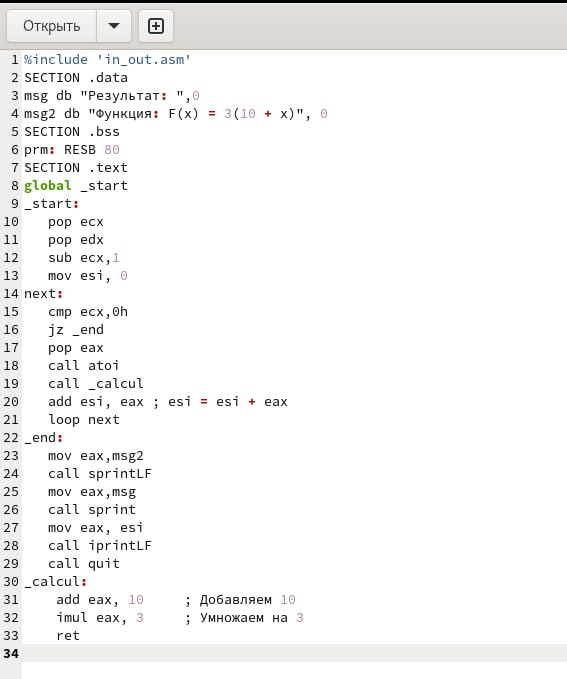 Открыть
1 %include 'in_out.asm'
2 SECTION .data
3 msg db "Результат: ",0
4 msg2 db "Функция: F(x) = 3(10 + x)", 0
5 SECTION .bss
6 prm: RESB 80
7 SECTION .text
8 global _start
9 _start:
10    pop ecx
11    pop edx
12    sub ecx,1
13    mov esi, 0
14 next:
15    cmp ecx,0h
16    jz _end
17    pop eax
18    call atoi
19    call _calcul
20    add esi, eax ; esi = esi + eax
21    loop next
22 _end:
23    mov eax,msg2
24    call sprintLF
25    mov eax,msg
26    call sprint
27    mov eax, esi
28    call iprintLF
29    call quit
30 _calcul:
31     add eax, 10     ; Добавляем 10
32     imul eax, 3     ; Умножаем на 3
33     ret
34